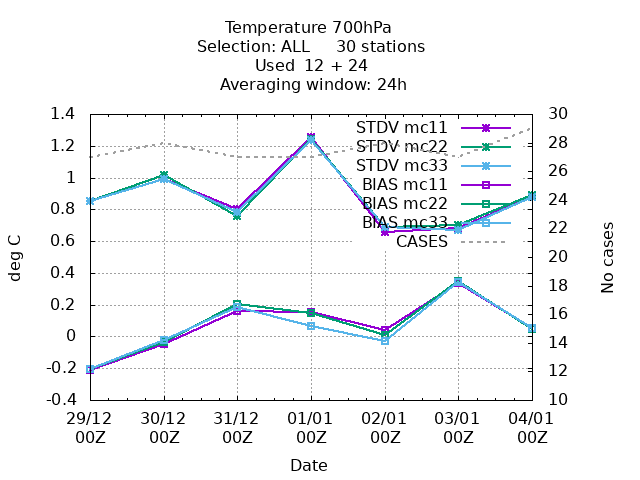 Temperature 700hPa
Selection: ALL 30 stations
Used 12 + 24
Averaging window: 24h
1.4
1.2
1
0.8
0.6
0.4
0.2
0
-0.2
-0.4
deg C
30
28
26
24
22
20
18
16
14
12
10
No cases
STDV mc11
STDV mc22
STDV mc33
BIAS mc11
BIAS mc22
BIAS mc33
CASES
29/12 30/12 31/12 01/01 02/01 03/01 04/01
00Z 00Z 00Z 00Z 00Z 00Z 00Z
Date